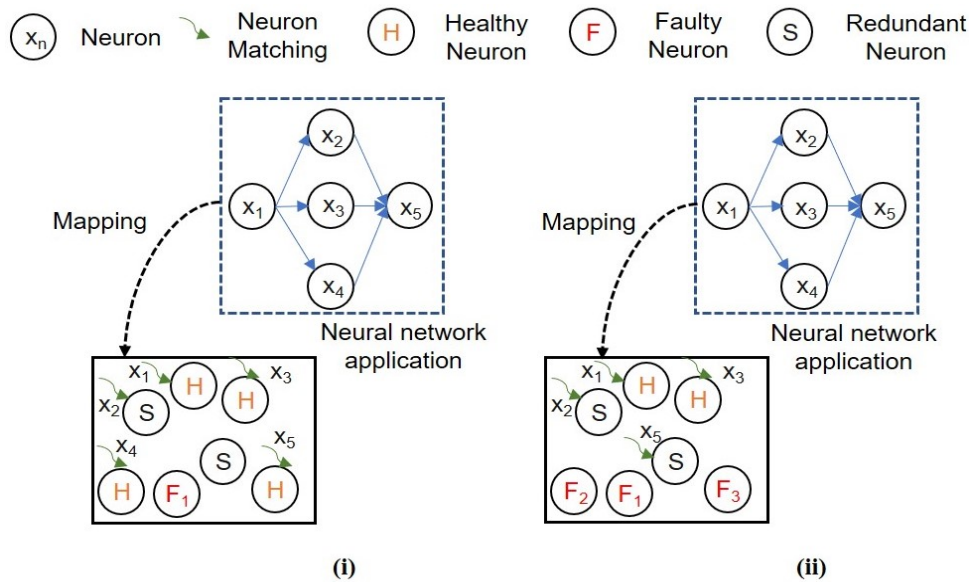 xn Neuron
Neuron
Matching
H Healthy
Neuron
F Faulty
Neuron
S Redundant
Neuron
x2
x1 x3 x5
x4
Mapping
Neural network
application
x1 H H x3
x2 S
x4 S x5
H F1 H
(i)
x2
x1 x3 x5
x4
Mapping
Neural network
application
x1 H H x3
x2 S
x5 S
F2 F1 F3
(ii)